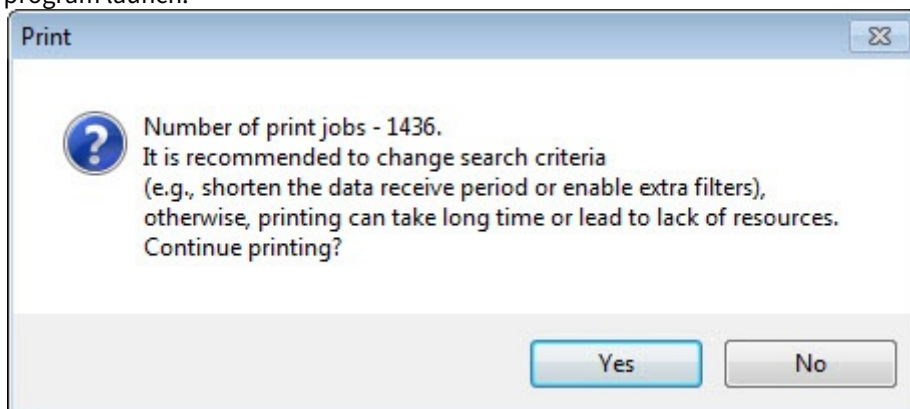 program launch.
Print
Number of print jobs - 1436.
It is recommended to change search criteria
(e.g., shorten the data receive period or enable extra filters),
otherwise, printing can take long time or lead to lack of resources.
Continue printing?
Yes
No